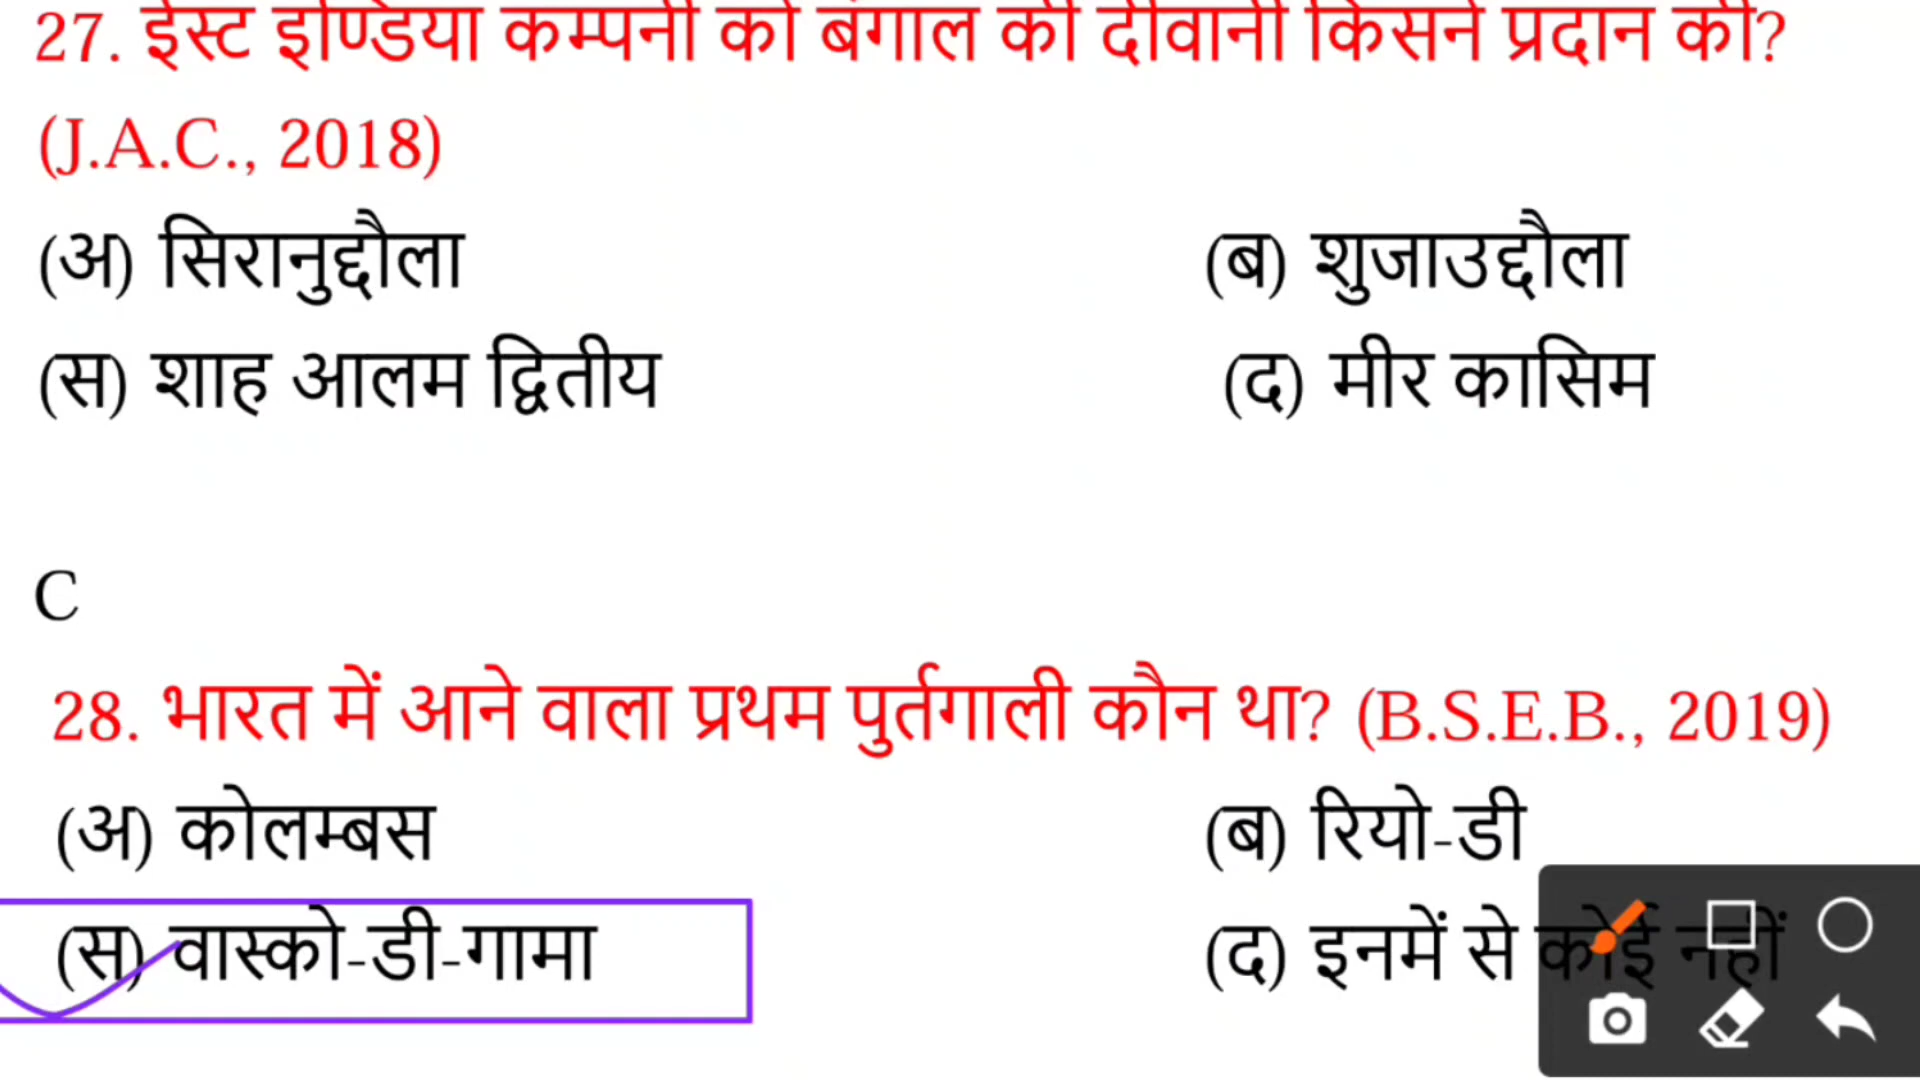 27. ईस्ट इण्डिया कम्पनी को बंगाल की दीवानी किसने प्रदान की?
(J.A.C., 2018)
(अ) सिरानुद्दौला (ब) शुजाउद्दौला
(स) शाह आलम द्वितीय (द) मीर कासिम
C
28. भारत में आने वाला प्रथम पुर्तगाली कौन था? (B.S.E.B., 2019)
(अ) कोलम्बस (ब) रियो-डी
(स) वास्को-डी-गामा (द) इनमें से कोई नहीं